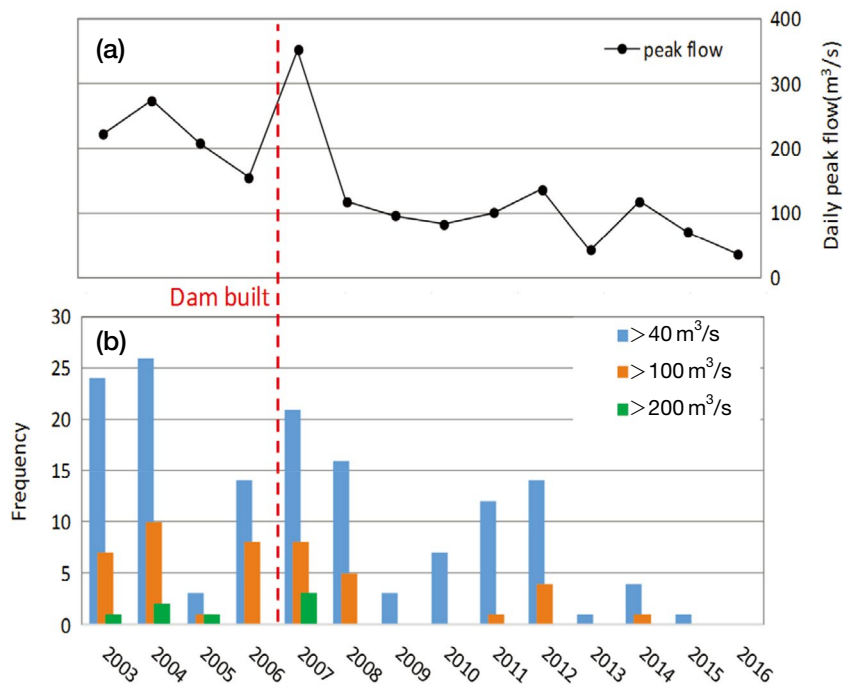 (a)
peak flow
400
300
200
100
0
Daily peak flow(m³/s)
Dam built
(b)
30
25
20
15
10
5
0
Frequency
>40 m³/s
>100 m³/s
>200 m³/s
2003 2004 2005 2006 2007 2008 2009 2010 2011 2012 2013 2014 2015 2016